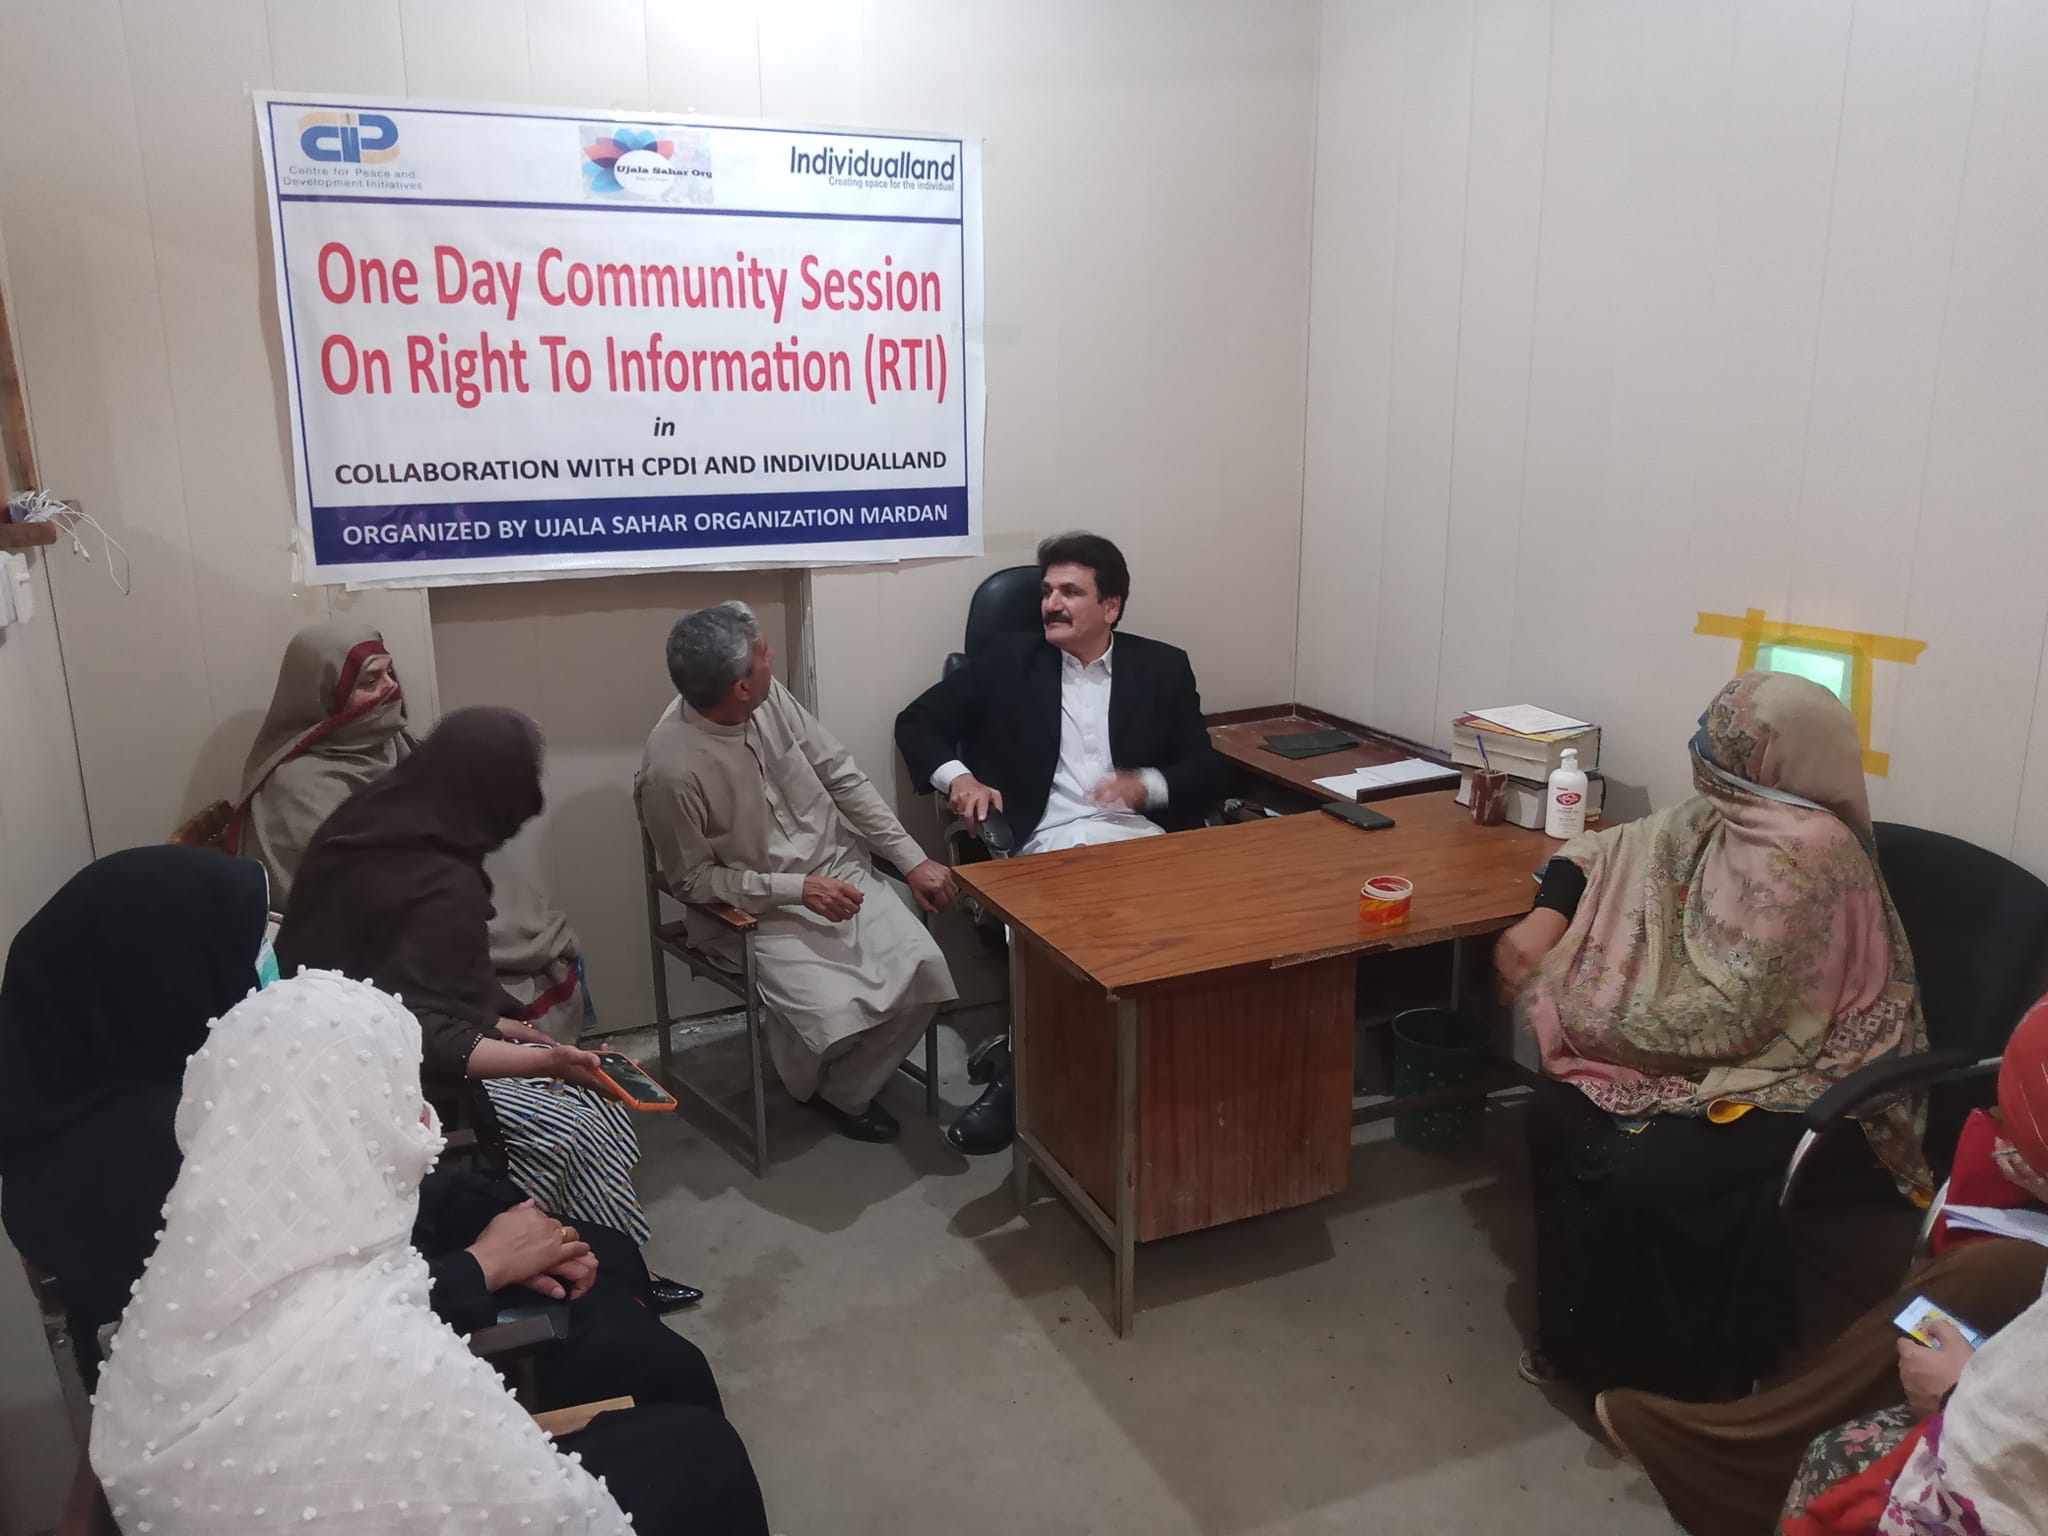 CPDI
Centre for Peace and
Development Initiatives
Ujala Sahar Org
Individualland
Creating space for the individual
One Day Community Session
On Right To Information (RTI)
in
COLLABORATION WITH CPDI AND INDIVIDUALLAND
ORGANIZED BY UJALA SAHAR ORGANIZATION MARDAN